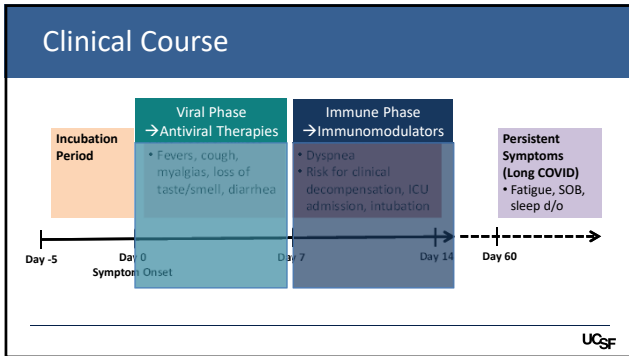 Clinical Course
Viral Phase
→Antiviral Therapies
Immune Phase
→Immunomodulators
Incubation
Period
• Fevers, cough,
myalgias, loss of
taste/smell, diarrhea
• Dyspnea
• Risk for clinical
decompensation, ICU
admission, intubation
Persistent
Symptoms
(Long COVID)
• Fatigue, SOB,
sleep d/o
Day -5
Day 0
Symptom Onset
Day 7
Day 14
Day 60
UCSF